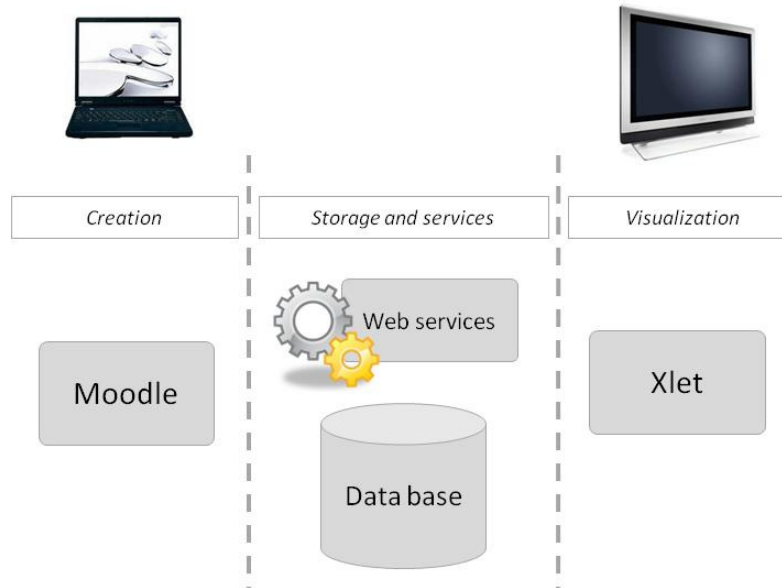 Creation
Storage and services
Visualization
Web services
Moodle
Xlet
Data base